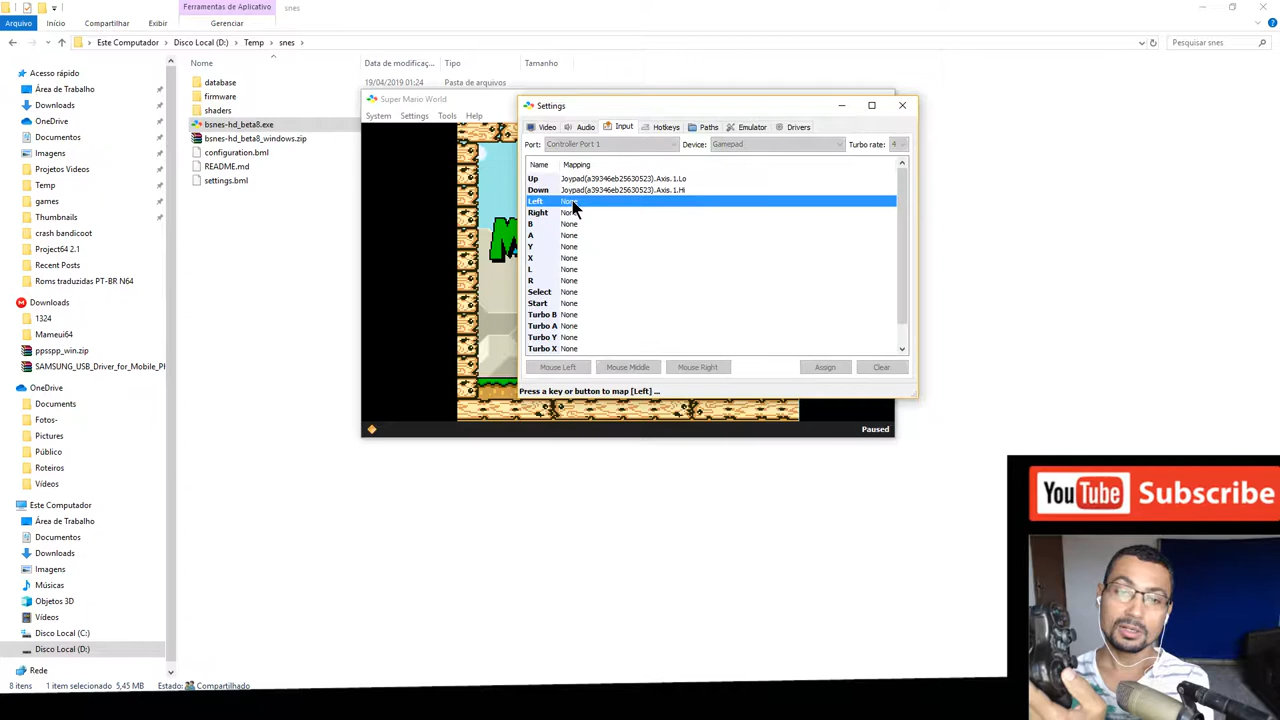 Ferramentas de Aplicativo
snes
Arquivo
Início
Compartilhar
Exibir
Gerenciar
Este Computador > Disco Local (D:) > Temp > snes >
Pesquisar snes
Acesso rápido
Área de Trabalho
Downloads
OneDrive
Documentos
Imagens
Projetos Videos
Temp
games
Thumbnails
crash bandicoot
Project64 2.1
Recent Posts
Roms traduzidas PT-BR N64
Downloads
1324
Mameui64
ppsspp_win.zip
SAMSUNG_USB_Driver_for_Mobile_Pl
OneDrive
Documentos
Fotos-
Pictures
Público
Roteiros
Vídeos
Este Computador
Área de Trabalho
Documentos
Downloads
Imagens
Músicas
Objetos 3D
Vídeos
Disco Local (C:)
Disco Local (D:)
Rede
8 itens
1 item selecionado 5,45 MB
Estado:
Compartilhado
Nome
Data de modificaç...
Tipo
Tamanho
database
19/04/2019 01:24
Pasta de arquivos
firmware
shaders
bsnes-hd_beta8.exe
bsnes-hd_beta8_windows.zip
configuration.bml
README.md
settings.bml
Super Mario World
System
Settings
Tools
Help
M
Paused
Settings
Video
Audio
Input
Hotkeys
Paths
Emulator
Drivers
Port: Controller Port 1
Device: Gamepad
Turbo rate: 4
Name Mapping
Up Joypad(a39346eb25630523).Axis.1.Lo
Down Joypad(a39346eb25630523).Axis.1.Hi
Left None
Right None
B None
A None
Y None
X None
L None
R None
Select None
Start None
Turbo B None
Turbo A None
Turbo Y None
Turbo X None
Mouse Left
Mouse Middle
Mouse Right
Assign
Clear
Press a key or button to map [Left] ...
YouTube Subscribe